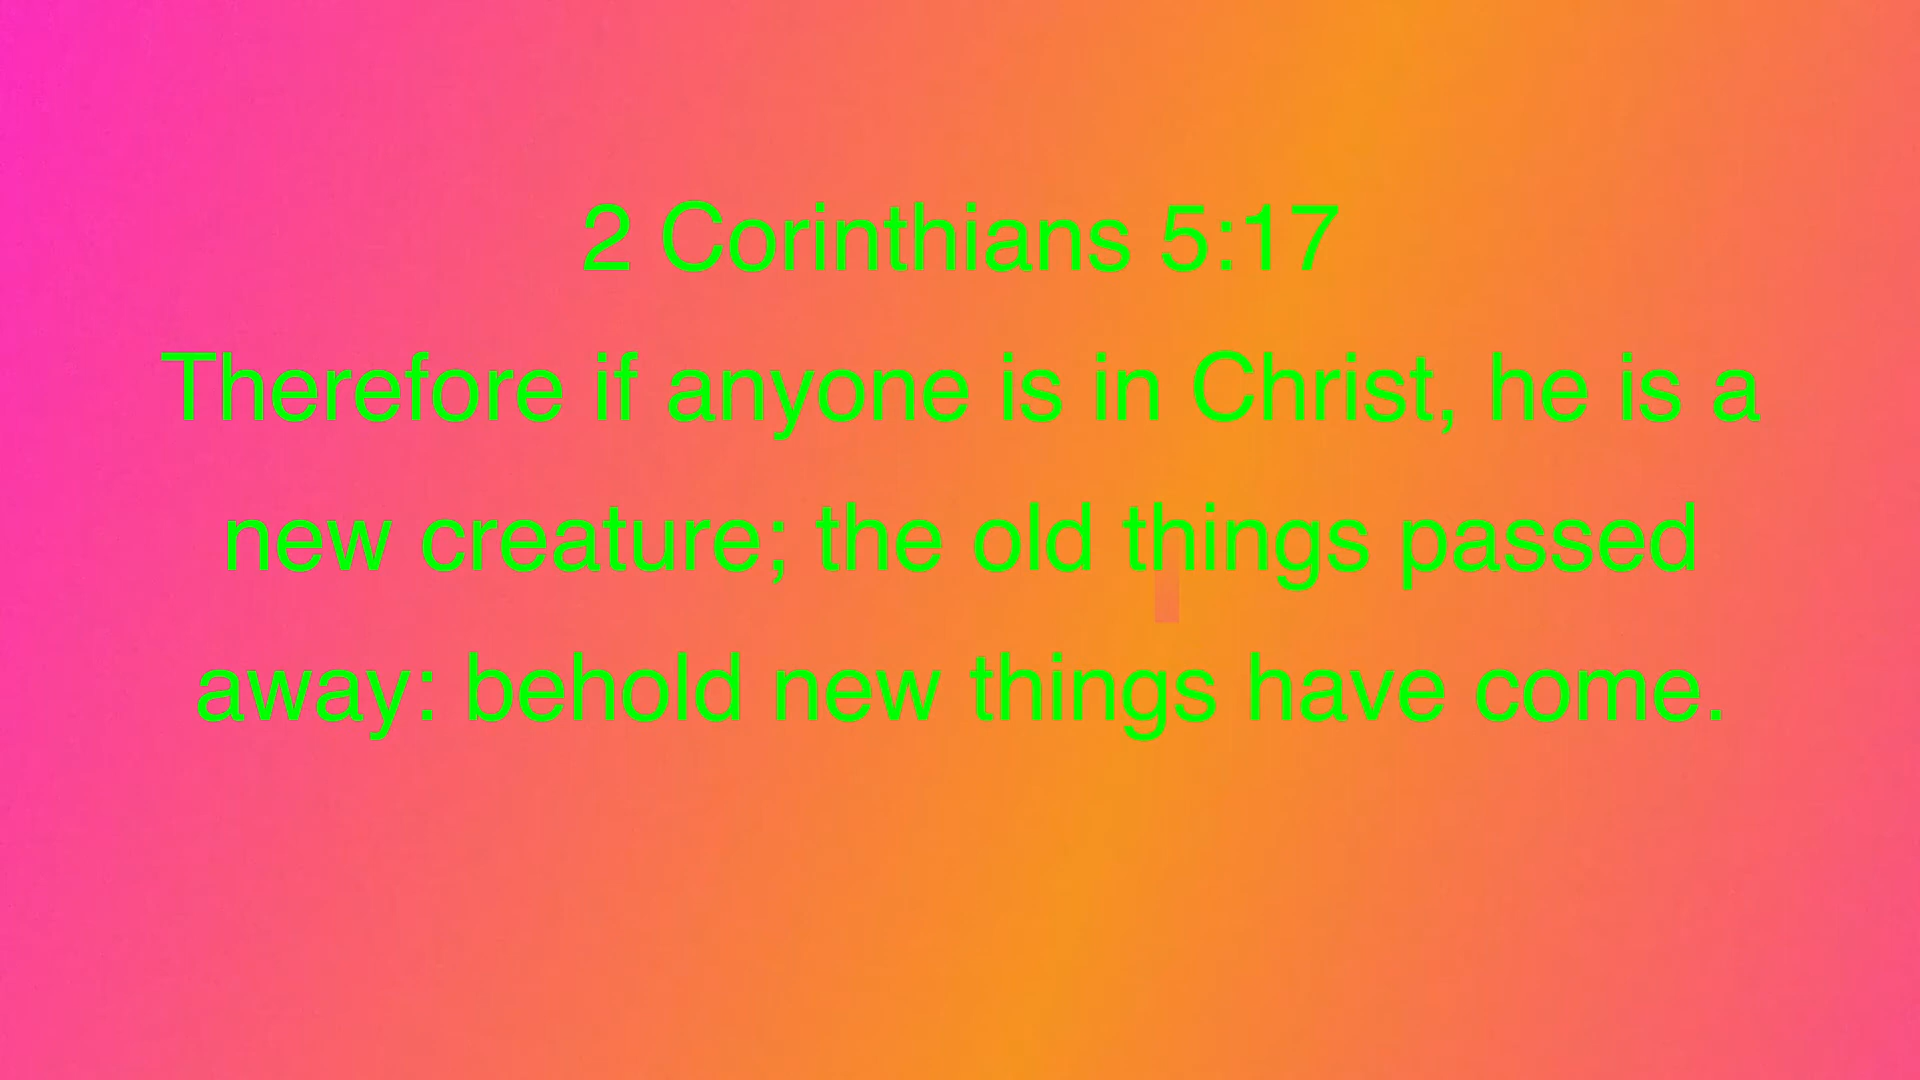 2 Corinthians 5:17
Therefore if anyone is in Christ, he is a
new creature; the old things passed
away: behold new things have come.